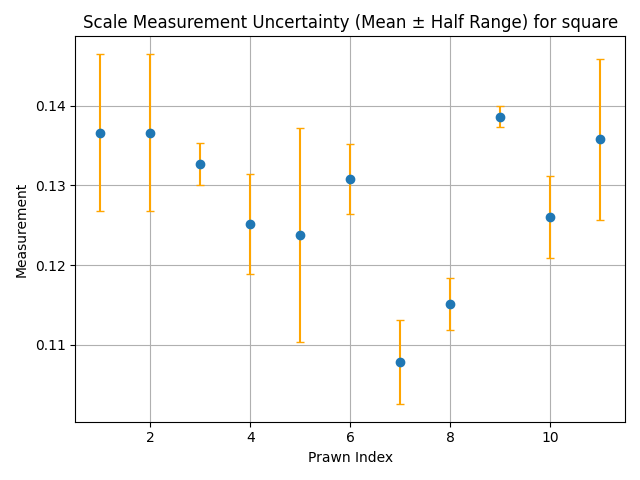 Scale Measurement Uncertainty (Mean ± Half Range) for square
Measurement
0.14
0.13
0.12
0.11
2 4 6 8 10
Prawn Index